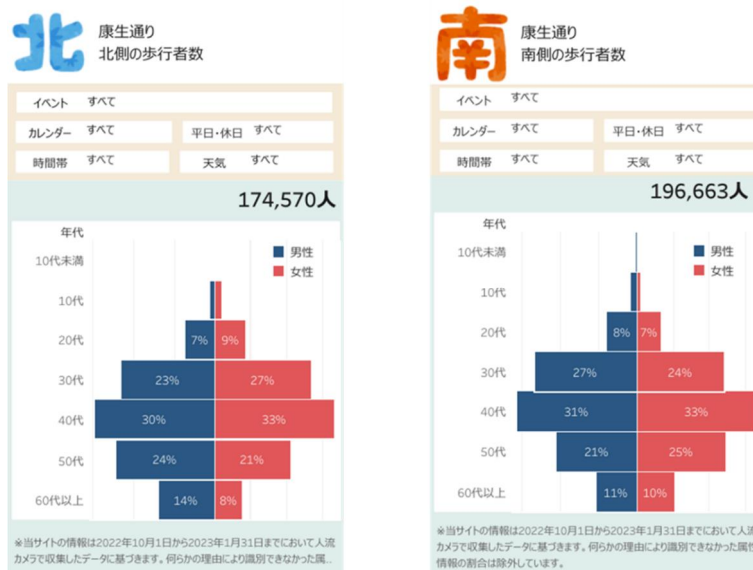 北
康生通り
北側の歩行者数
イベント すべて
カレンダー すべて
平日・休日 すべて
時間帯 すべて
天気 すべて
174,570人
年代
男性
女性
10代未満
10代
20代 7% 9%
30代 23% 27%
40代 30% 33%
50代 24% 21%
60代以上 14% 8%
※当サイトの情報は2022年10月1日から2023年1月31日までにおいて人流
カメラで収集したデータに基づきます。何らかの理由により識別できなかった属...
南
康生通り
南側の歩行者数
イベント すべて
カレンダー すべて
平日・休日 すべて
時間帯 すべて
天気 すべて
196,663人
年代
男性
女性
10代未満
10代
20代 8% 7%
30代 27% 24%
40代 31% 33%
50代 21% 25%
60代以上 11% 10%
※当サイトの情報は2022年10月1日から2023年1月31日までにおいて人流
カメラで収集したデータに基づきます。何らかの理由により識別できなかった属性
情報の割合は除外しています。